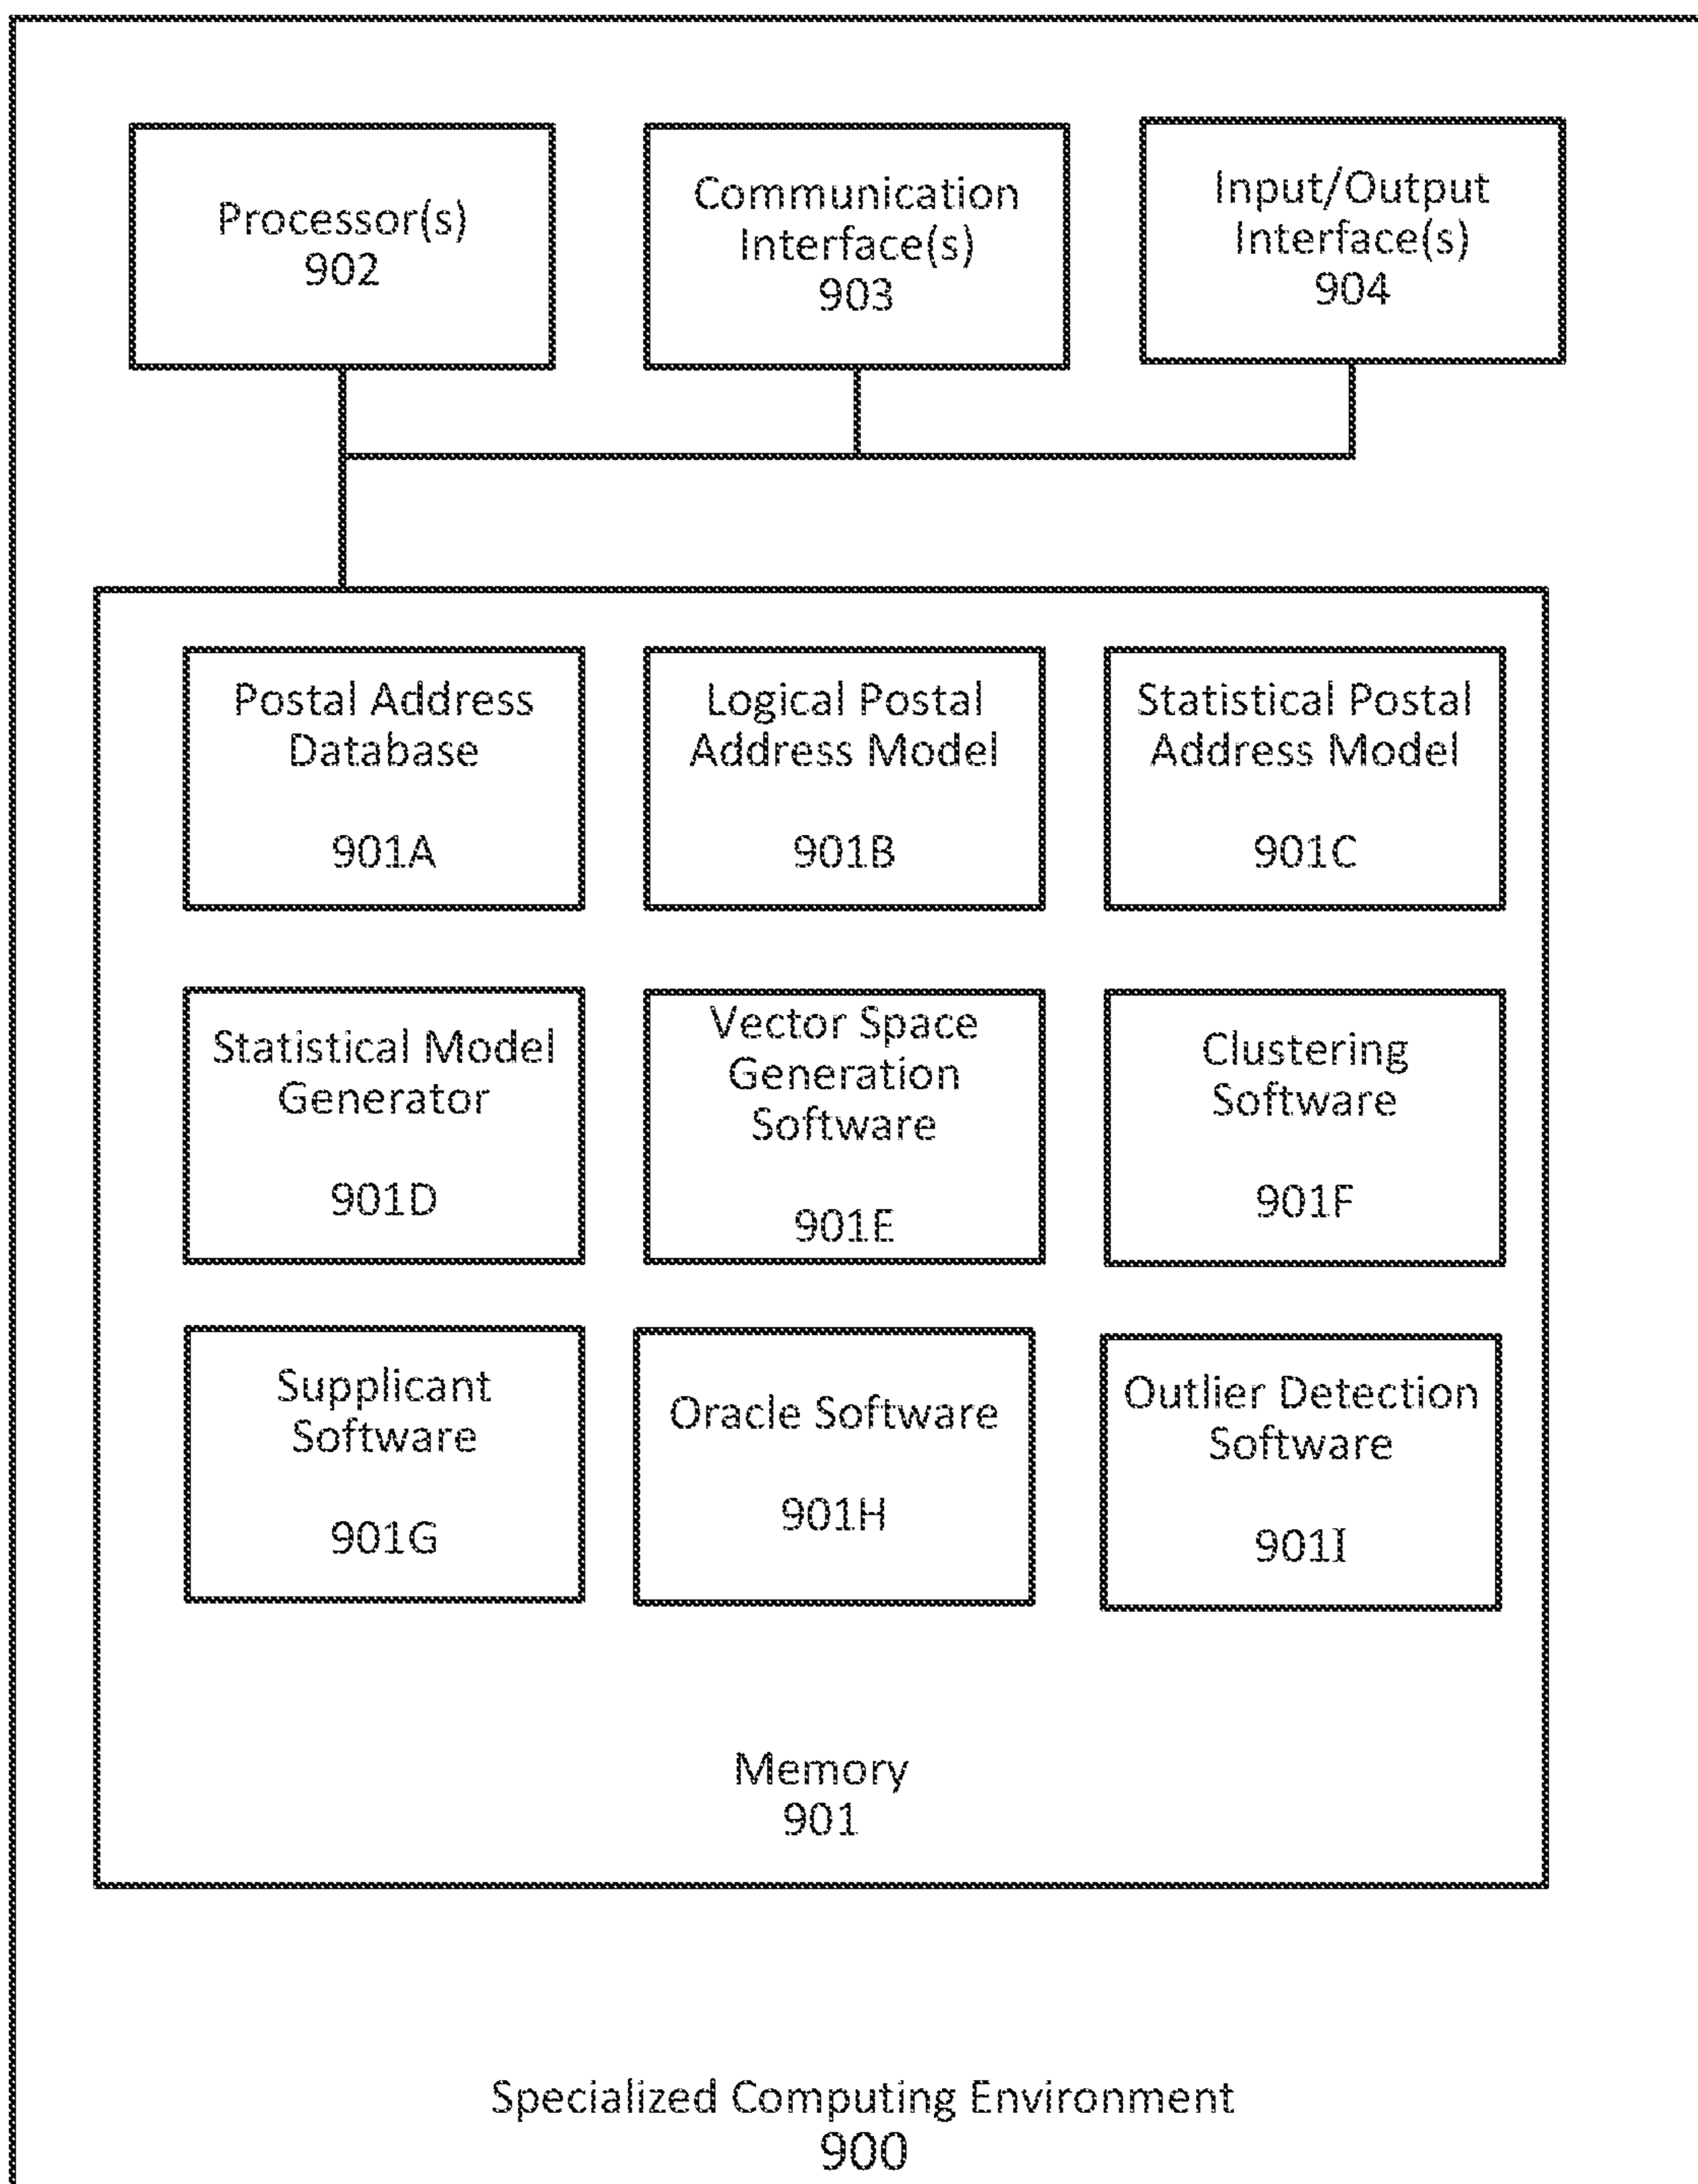 Processor(s)
902
Communication
Interface(s)
903
Input/Output
Interface(s)
904
Postal Address
Database
901A
Logical Postal
Address Model
901B
Statistical Postal
Address Model
901C
Statistical Model
Generator
901D
Vector Space
Generation
Software
901E
Clustering
Software
901F
Supplicant
Software
901G
Oracle Software
901H
Outlier Detection
Software
901I
Memory
901
Specialized Computing Environment
900